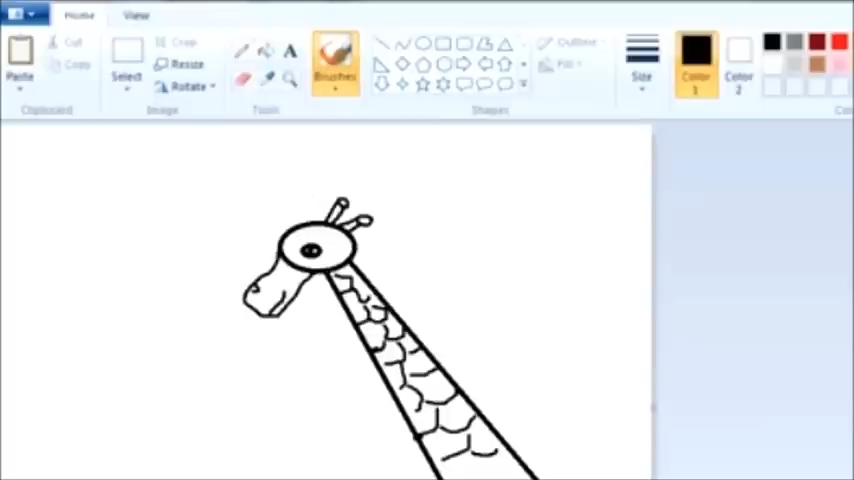 Home View
Cut
Copy
Paste
Clipboard
Select
Crop
Resize
Rotate
Image
A
Tools
Brushes
Outline
Fill
Shapes
Size
Color
1
Color
2